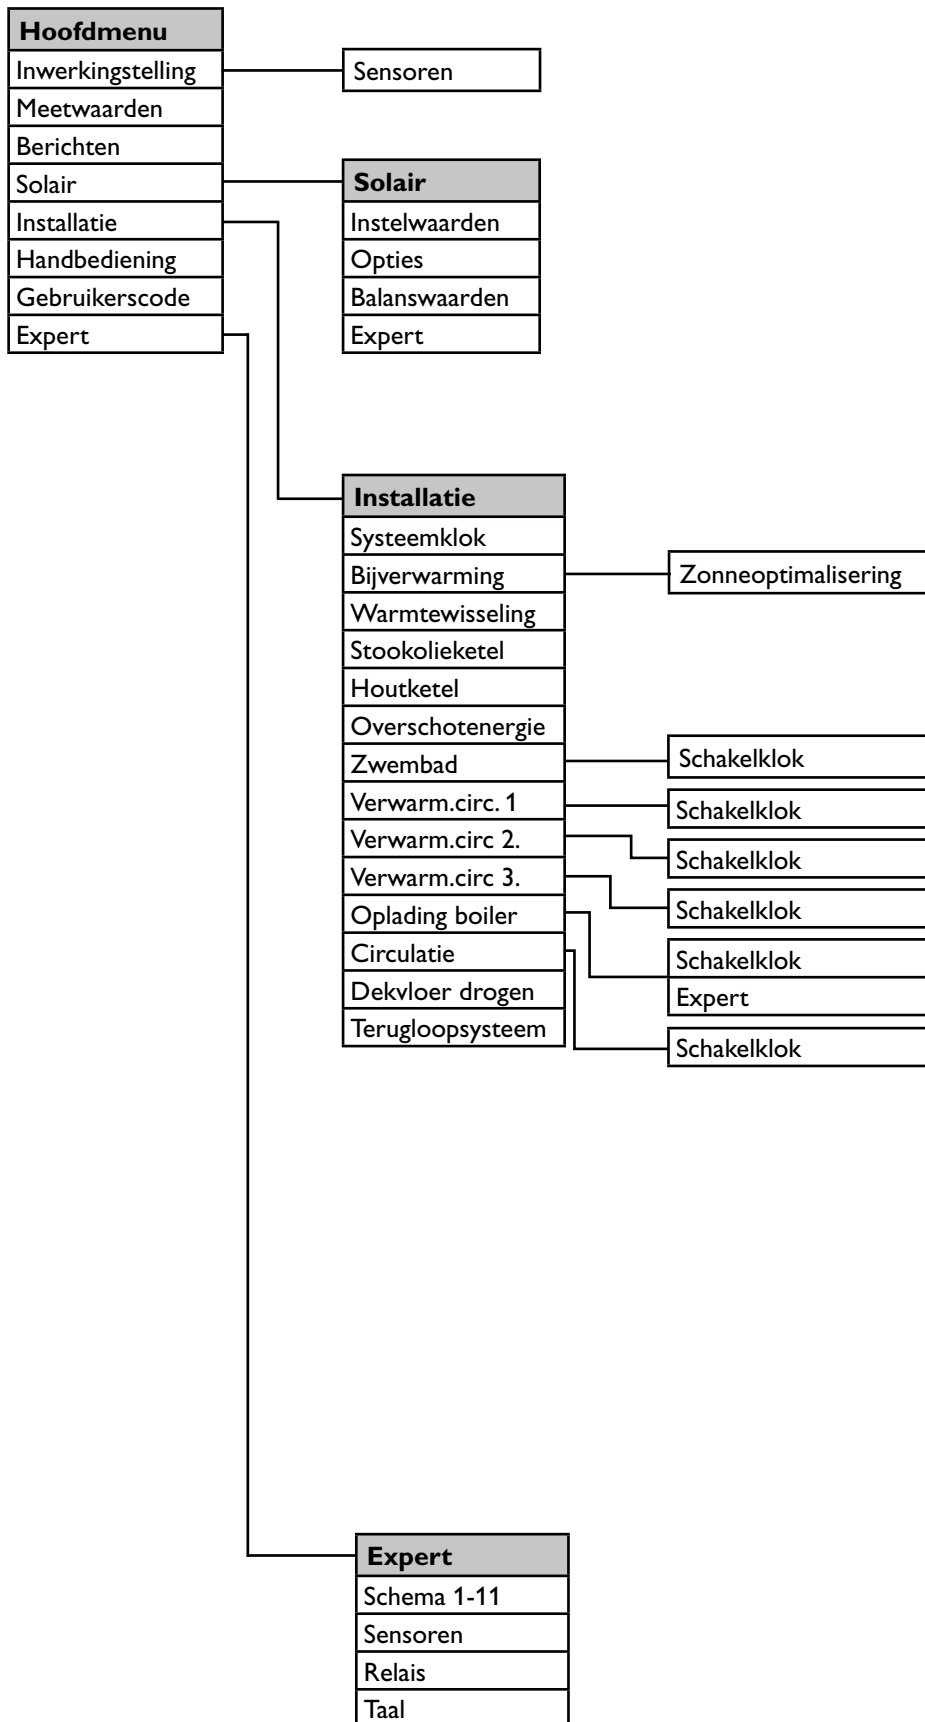 Hoofdmenu
Inwerkingstelling
Meetwaarden
Berichten
Solair
Installatie
Handbediening
Gebruikerscode
Expert
Sensoren
Solair
Instelwaarden
Opties
Balanswaarden
Expert
Installatie
Systeemklok
Bijverwarming
Warmtewisseling
Stookolieketel
Houtketel
Overschotenergie
Zwembad
Verwarm.circ. 1
Verwarm.circ 2.
Verwarm.circ 3.
Oplading boiler
Circulatie
Dekvloer drogen
Terugloopsysteem
Zonneoptimalisering
Schakelklok
Schakelklok
Schakelklok
Schakelklok
Schakelklok
Expert
Schakelklok
Expert
Schema 1-11
Sensoren
Relais
Taal